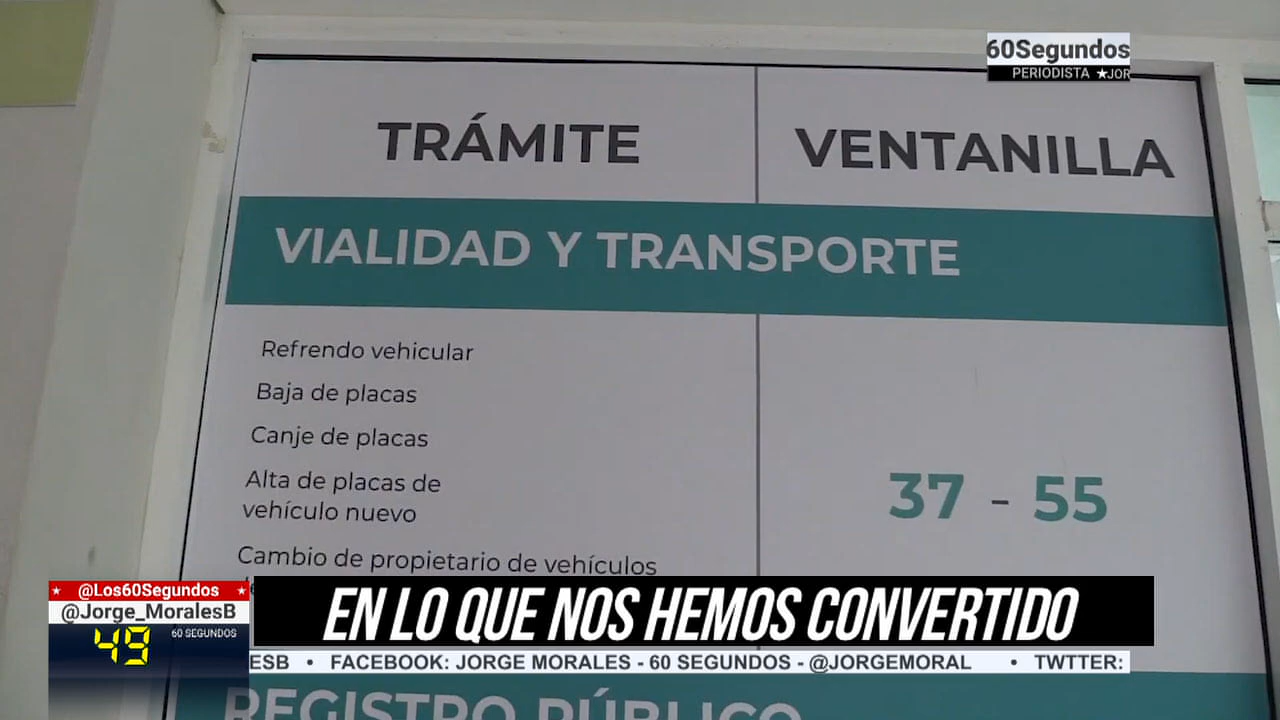 60Segundos
PERIODISTA ★JOR
TRÁMITE
VENTANILLA
VIALIDAD Y TRANSPORTE
Refrendo vehicular
Baja de placas
Canje de placas
Alta de placas de
vehículo nuevo
37 - 55
Cambio de propietario de vehículos
@Los60Segundos
@Jorge_MoralesB
49 60 SEGUNDOS
EN LO QUE NOS HEMOS CONVERTIDO
ESB • FACEBOOK: JORGE MORALES - 60 SEGUNDOS - @JORGEMORAL • TWTTER:
REGISTRO PÚBLICO